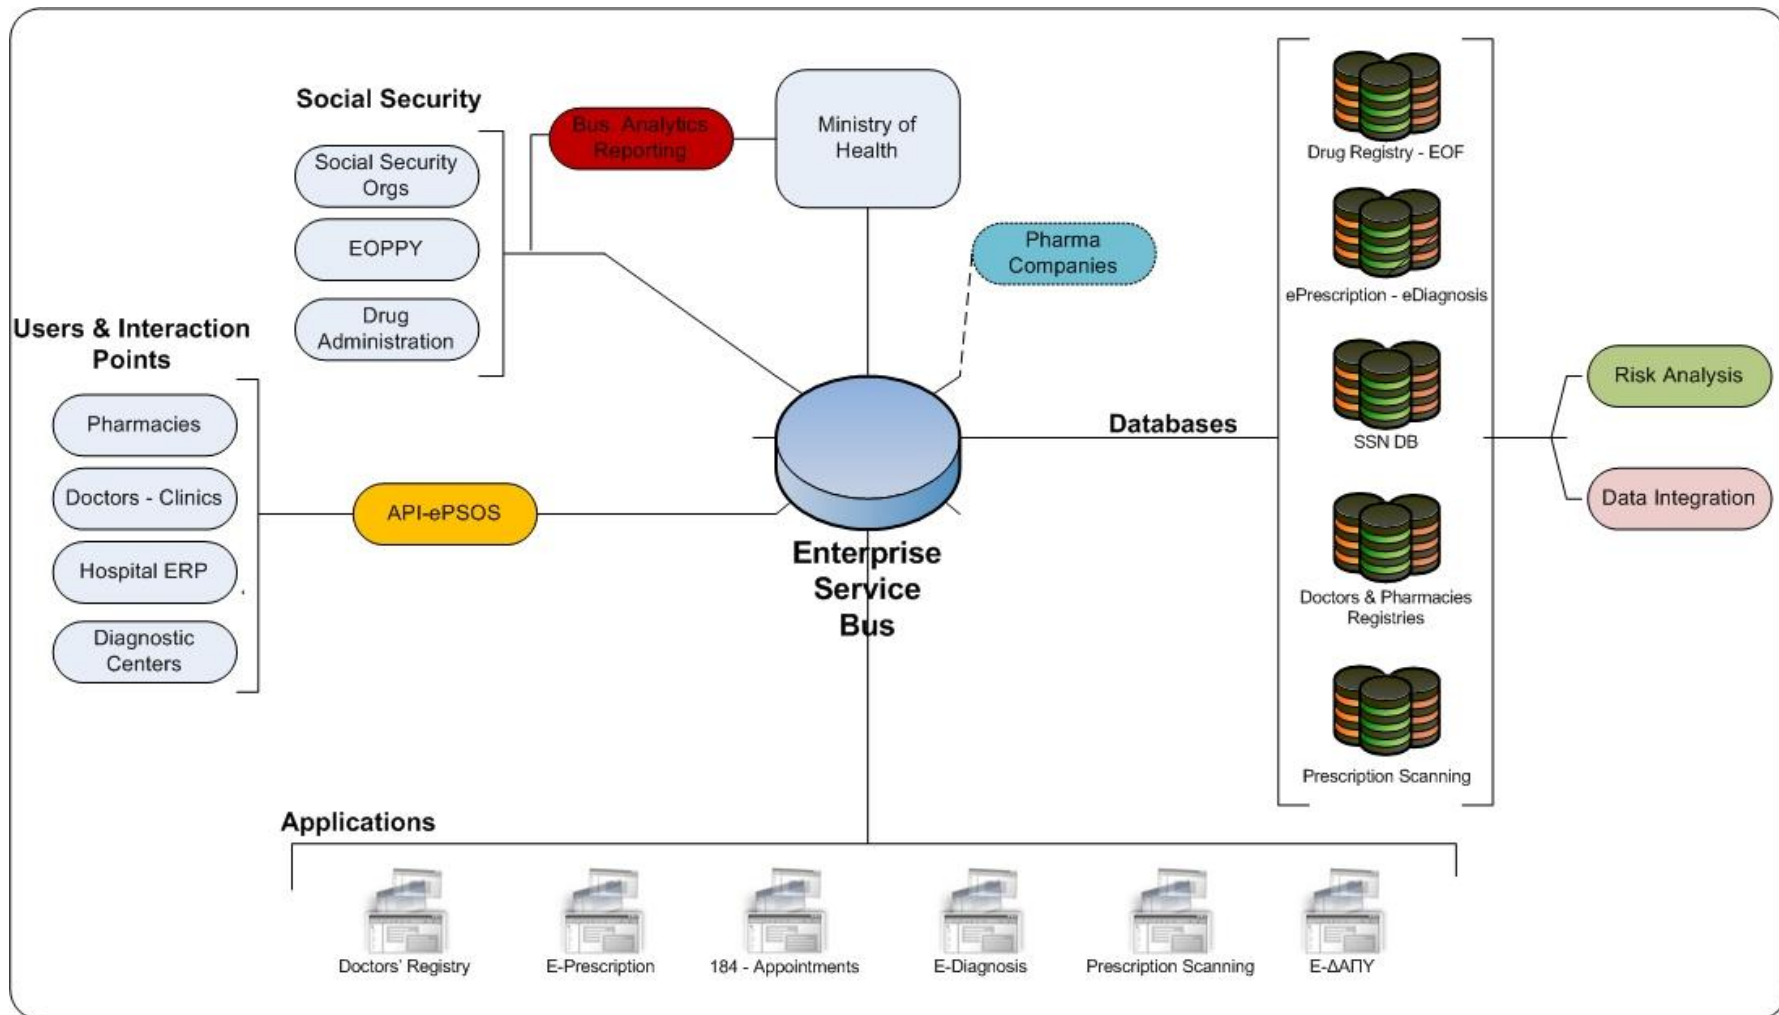 Social Security
Social Security
Orgs
EOPPY
Drug
Administration
Bus. Analytics
Reporting
Ministry of
Health
Pharma
Companies
Users & Interaction
Points
Pharmacies
Doctors - Clinics
Hospital ERP
Diagnostic
Centers
API-ePSOS
Enterprise
Service
Bus
Databases
Drug Registry - EOF
ePrescription - eDiagnosis
SSN DB
Doctors & Pharmacies
Registries
Prescription Scanning
Risk Analysis
Data Integration
Applications
Doctors' Registry
E-Prescription
184 - Appointments
E-Diagnosis
Prescription Scanning
E-ΔΑΠΥ